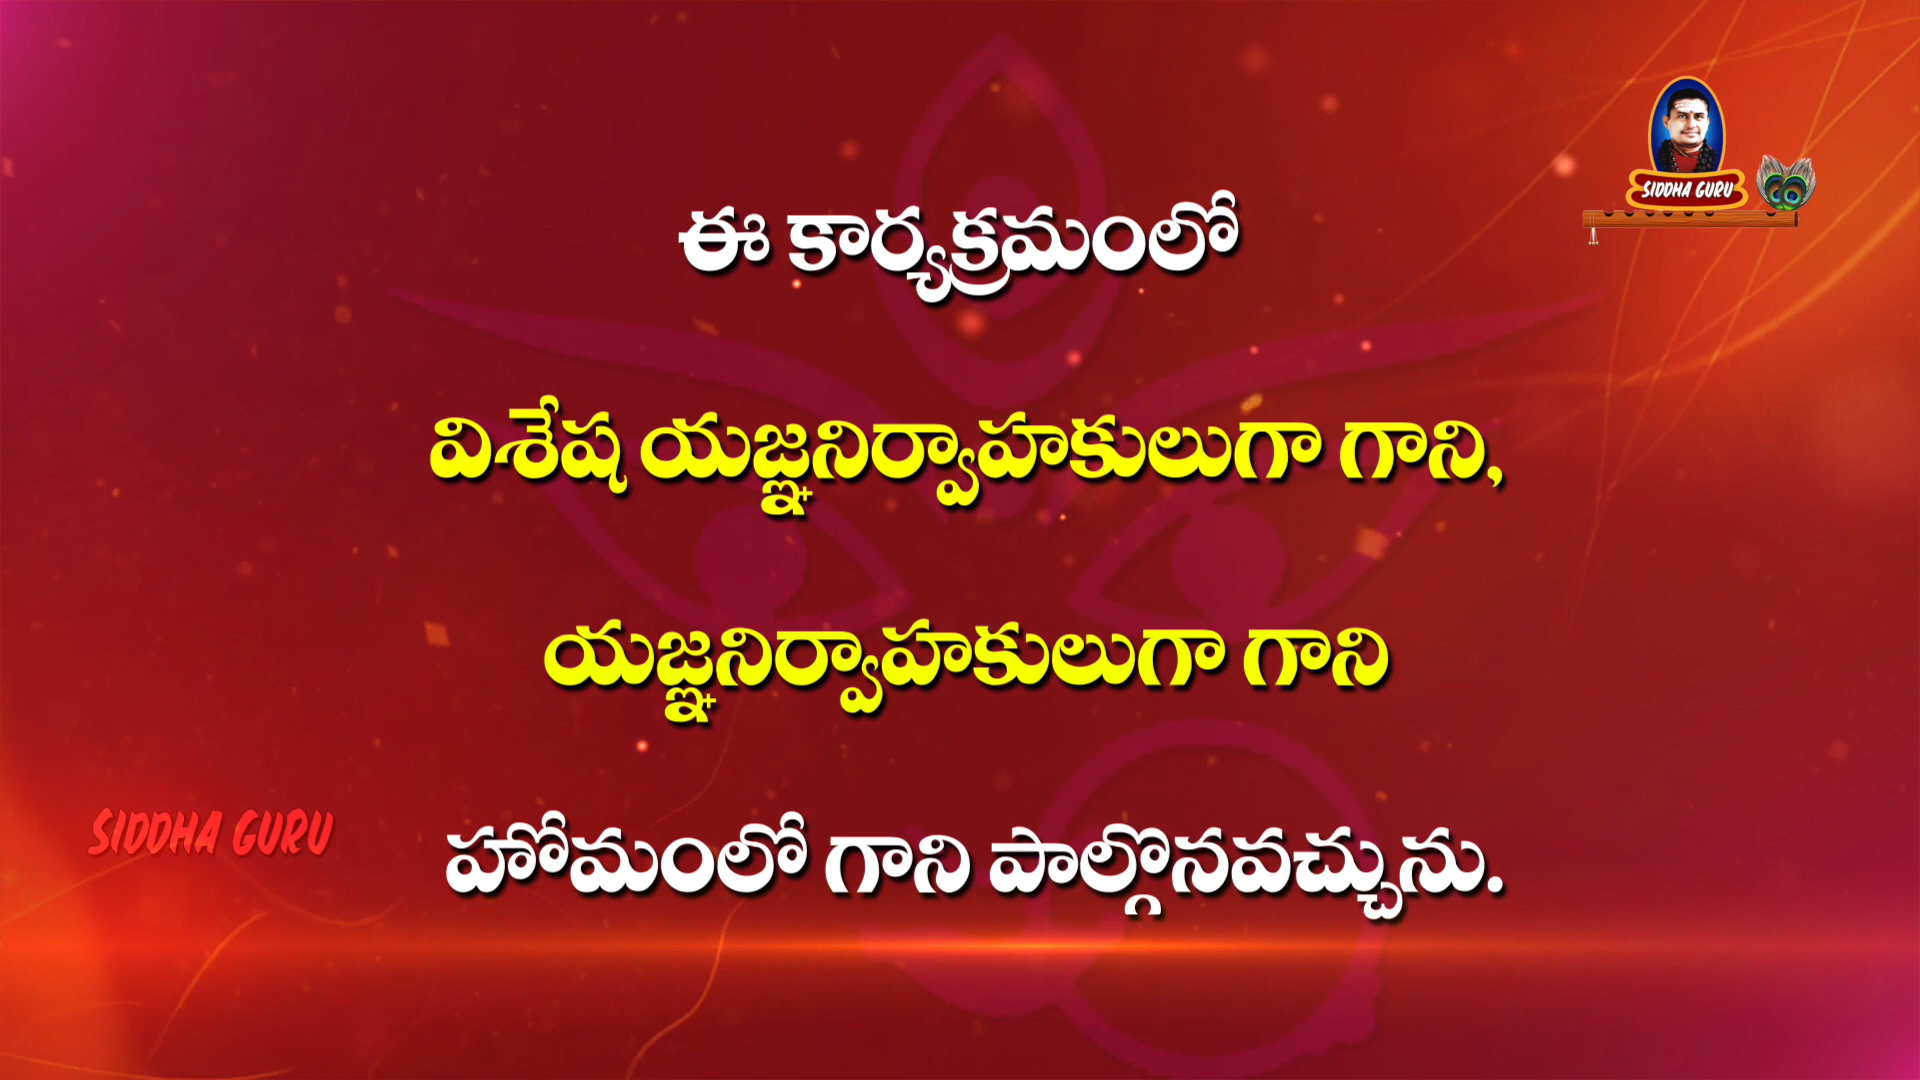 SIDDHA GURU
ఈ కార్యక్రమంలో
విశేష యజ్ఞనిర్వాహకులుగా గాని,
యజ్ఞనిర్వాహకులుగా గాని
SIDDHA GURU
హోమంలో గాని పాల్గొనవచ్చును.